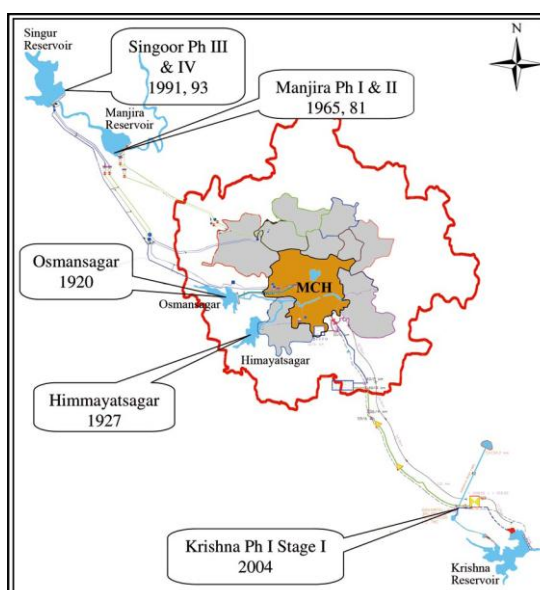 Singur
Reservoir
Singoor Ph III
& IV
1991, 93
N
Manjira
Reservoir
Manjira Ph I & II
1965, 81
Osmansagar
1920
Osmansagar
MCH
Himayatsagar
Himmayatsagar
1927
Krishna Ph I Stage I
2004
Krishna
Reservoir